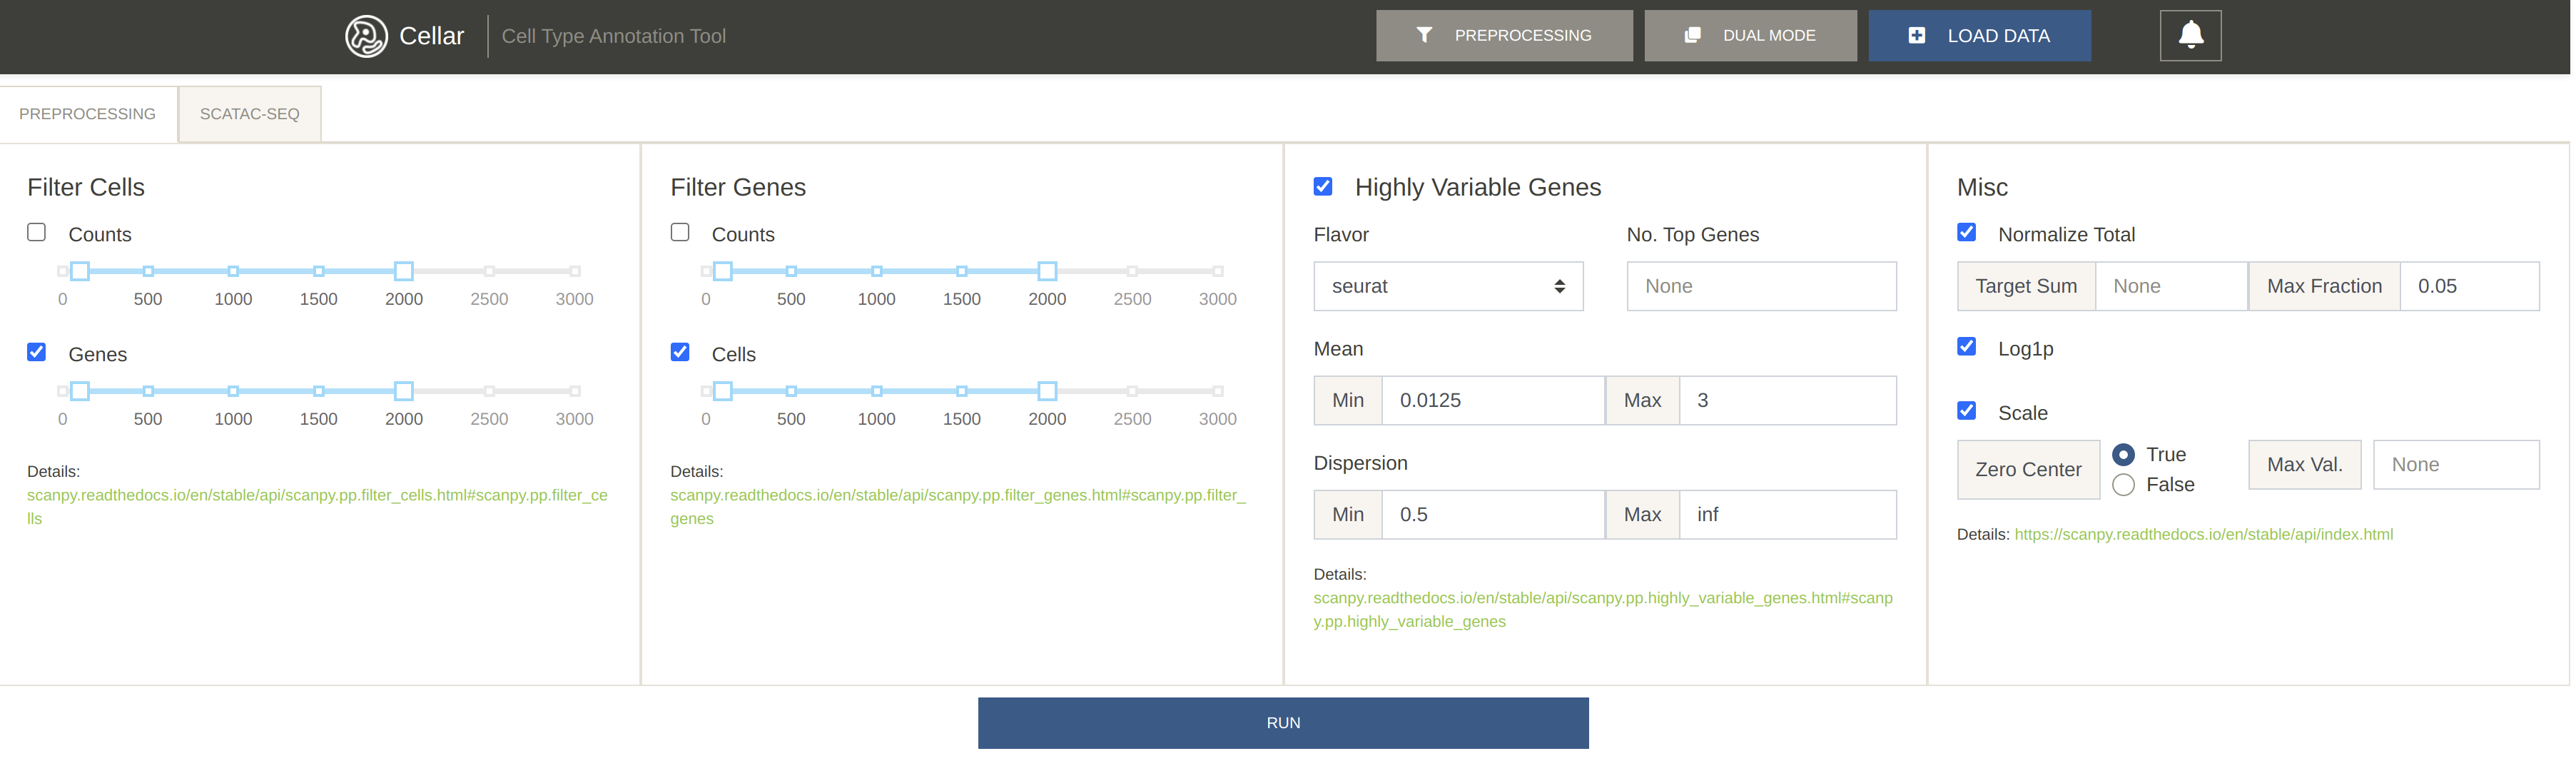 Cellar
Cell Type Annotation Tool
PREPROCESSING
DUAL MODE
LOAD DATA
PREPROCESSING
SCATAC-SEQ
Filter Cells
Counts
0 500 1000 1500 2000 2500 3000
Genes
0 500 1000 1500 2000 2500 3000
Details:
scanpy.readthedocs.io/en/stable/api/scanpy.pp.filter_cells.html#scanpy.pp.filter_ce
lls
Filter Genes
Counts
0 500 1000 1500 2000 2500 3000
Cells
0 500 1000 1500 2000 2500 3000
Details:
scanpy.readthedocs.io/en/stable/api/scanpy.pp.filter_genes.html#scanpy.pp.filter_
genes
Highly Variable Genes
Flavor No. Top Genes
seurat None
Mean
Min 0.0125 Max 3
Dispersion
Min 0.5 Max inf
Details:
scanpy.readthedocs.io/en/stable/api/scanpy.pp.highly_variable_genes.html#scanp
y.pp.highly_variable_genes
Misc
Normalize Total
Target Sum None Max Fraction 0.05
Log1p
Scale
Zero Center True Max Val. None
False
Details: https://scanpy.readthedocs.io/en/stable/api/index.html
RUN